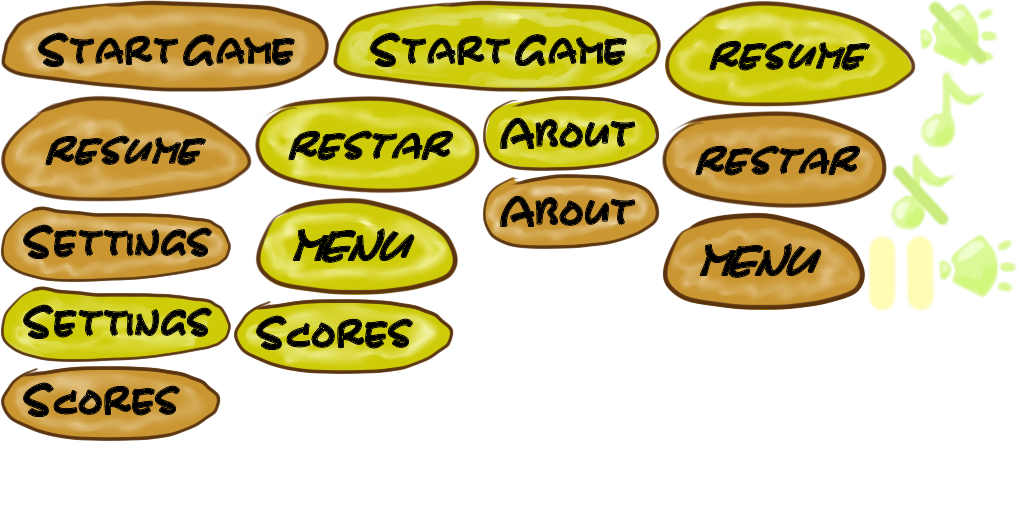 START GAME
START GAME
RESUME
RESUME
RESTAR
ABOUT
RESTAR
ABOUT
SETTINGS
MENU
MENU
SETTINGS
SCORES
SCORES